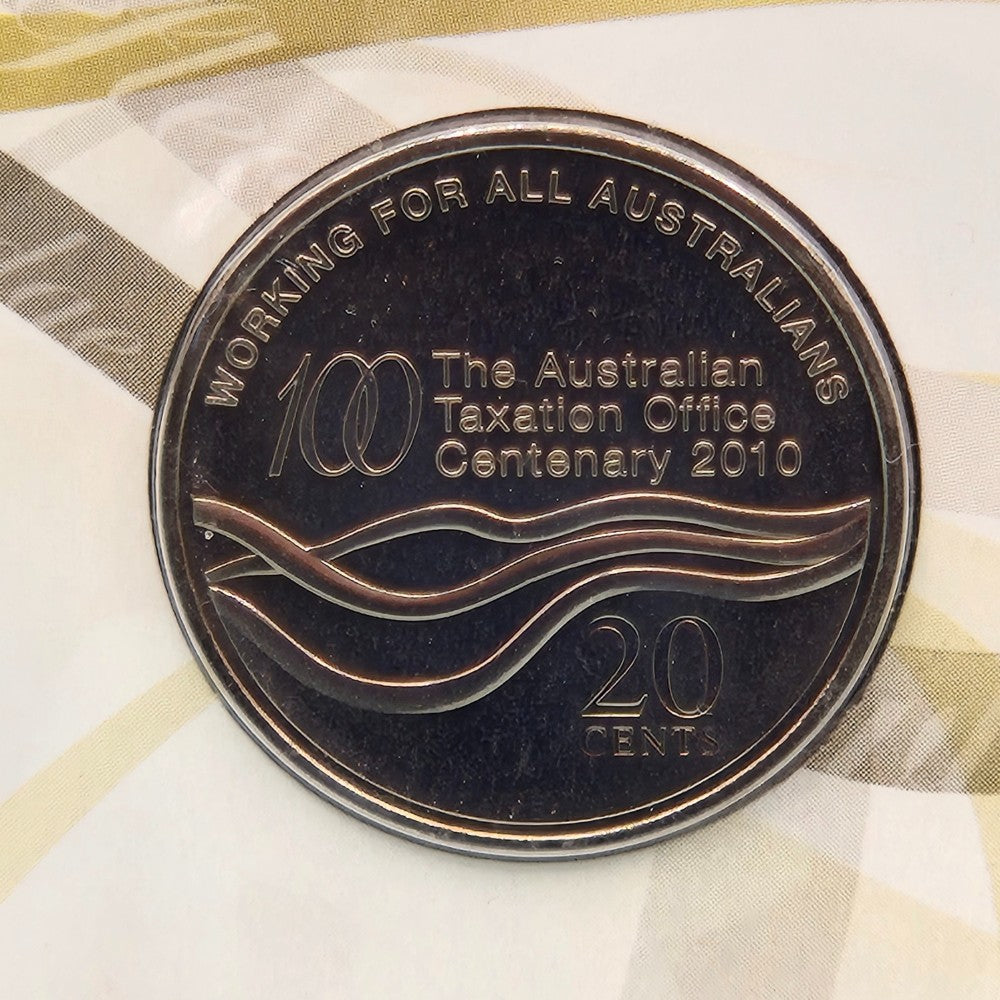 WORKING FOR ALL AUSTRALIANS
100
The Australian
Taxation Office
Centenary 2010
20
CENTS